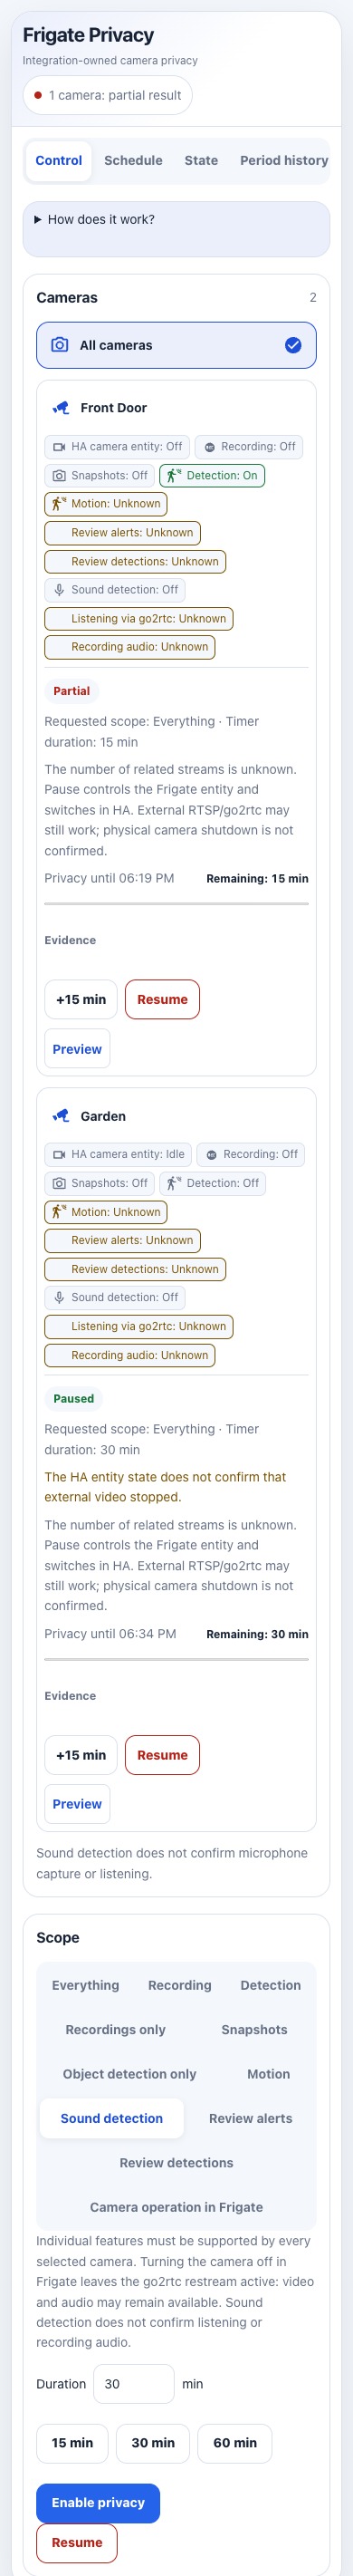 Frigate Privacy
Integration-owned camera privacy
1 camera: partial result
Control Schedule State Period history
How does it work?
Cameras 2
All cameras
Front Door
HA camera entity: Off Recording: Off
Snapshots: Off Detection: On
Motion: Unknown
Review alerts: Unknown
Review detections: Unknown
Sound detection: Off
Listening via go2rtc: Unknown
Recording audio: Unknown
Partial
Requested scope: Everything · Timer
duration: 15 min
The number of related streams is unknown.
Pause controls the Frigate entity and
switches in HA. External RTSP/go2rtc may
still work; physical camera shutdown is not
confirmed.
Privacy until 06:19 PM Remaining: 15 min
Evidence
+15 min Resume
Preview
Garden
HA camera entity: Idle Recording: Off
Snapshots: Off Detection: Off
Motion: Unknown
Review alerts: Unknown
Review detections: Unknown
Sound detection: Off
Listening via go2rtc: Unknown
Recording audio: Unknown
Paused
Requested scope: Everything · Timer
duration: 30 min
The HA entity state does not confirm that
external video stopped.
The number of related streams is unknown.
Pause controls the Frigate entity and
switches in HA. External RTSP/go2rtc may
still work; physical camera shutdown is not
confirmed.
Privacy until 06:34 PM Remaining: 30 min
Evidence
+15 min Resume
Preview
Sound detection does not confirm microphone
capture or listening.
Scope
Everything Recording Detection
Recordings only Snapshots
Object detection only Motion
Sound detection Review alerts
Review detections
Camera operation in Frigate
Individual features must be supported by every
selected camera. Turning the camera off in
Frigate leaves the go2rtc restream active: video
and audio may remain available. Sound
detection does not confirm listening or
recording audio.
Duration 30 min
15 min 30 min 60 min
Enable privacy
Resume